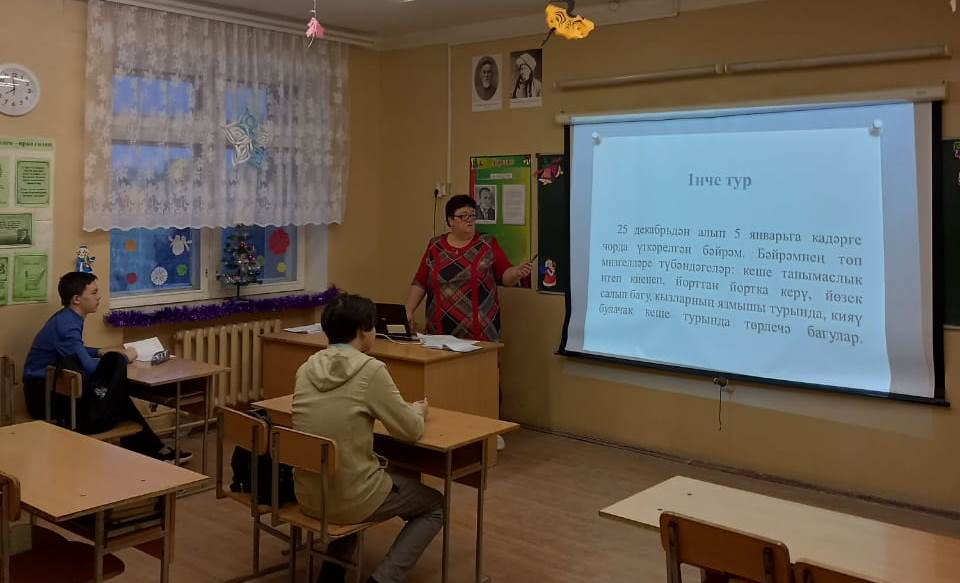 1нче тур
25 декабрьдән алып 5 январьга кадәрге
чорда үткәрелгән бәйрәм. Бәйрәмнең төп
мизгелләре түбәндәгеләр: кеше танымаслык
итеп киенеп, йорттан йортка керү, йөзек
салып багу, кызларның язмышы турында, кияү
булачак кеше турында төрлечә багулар.